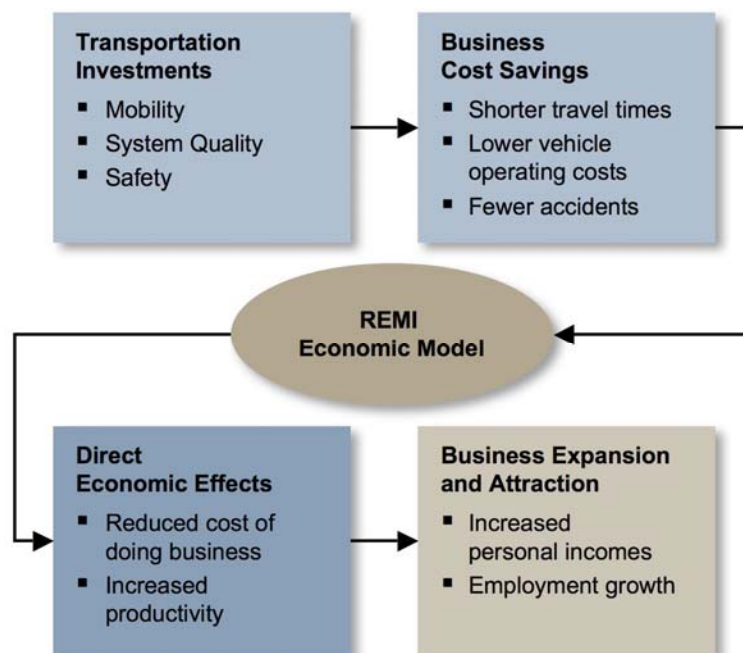 Transportation
Investments
▪ Mobility
▪ System Quality
▪ Safety
Business
Cost Savings
▪ Shorter travel times
▪ Lower vehicle
operating costs
▪ Fewer accidents
REMI
Economic Model
Direct
Economic Effects
▪ Reduced cost of
doing business
▪ Increased
productivity
Business Expansion
and Attraction
▪ Increased
personal incomes
▪ Employment growth